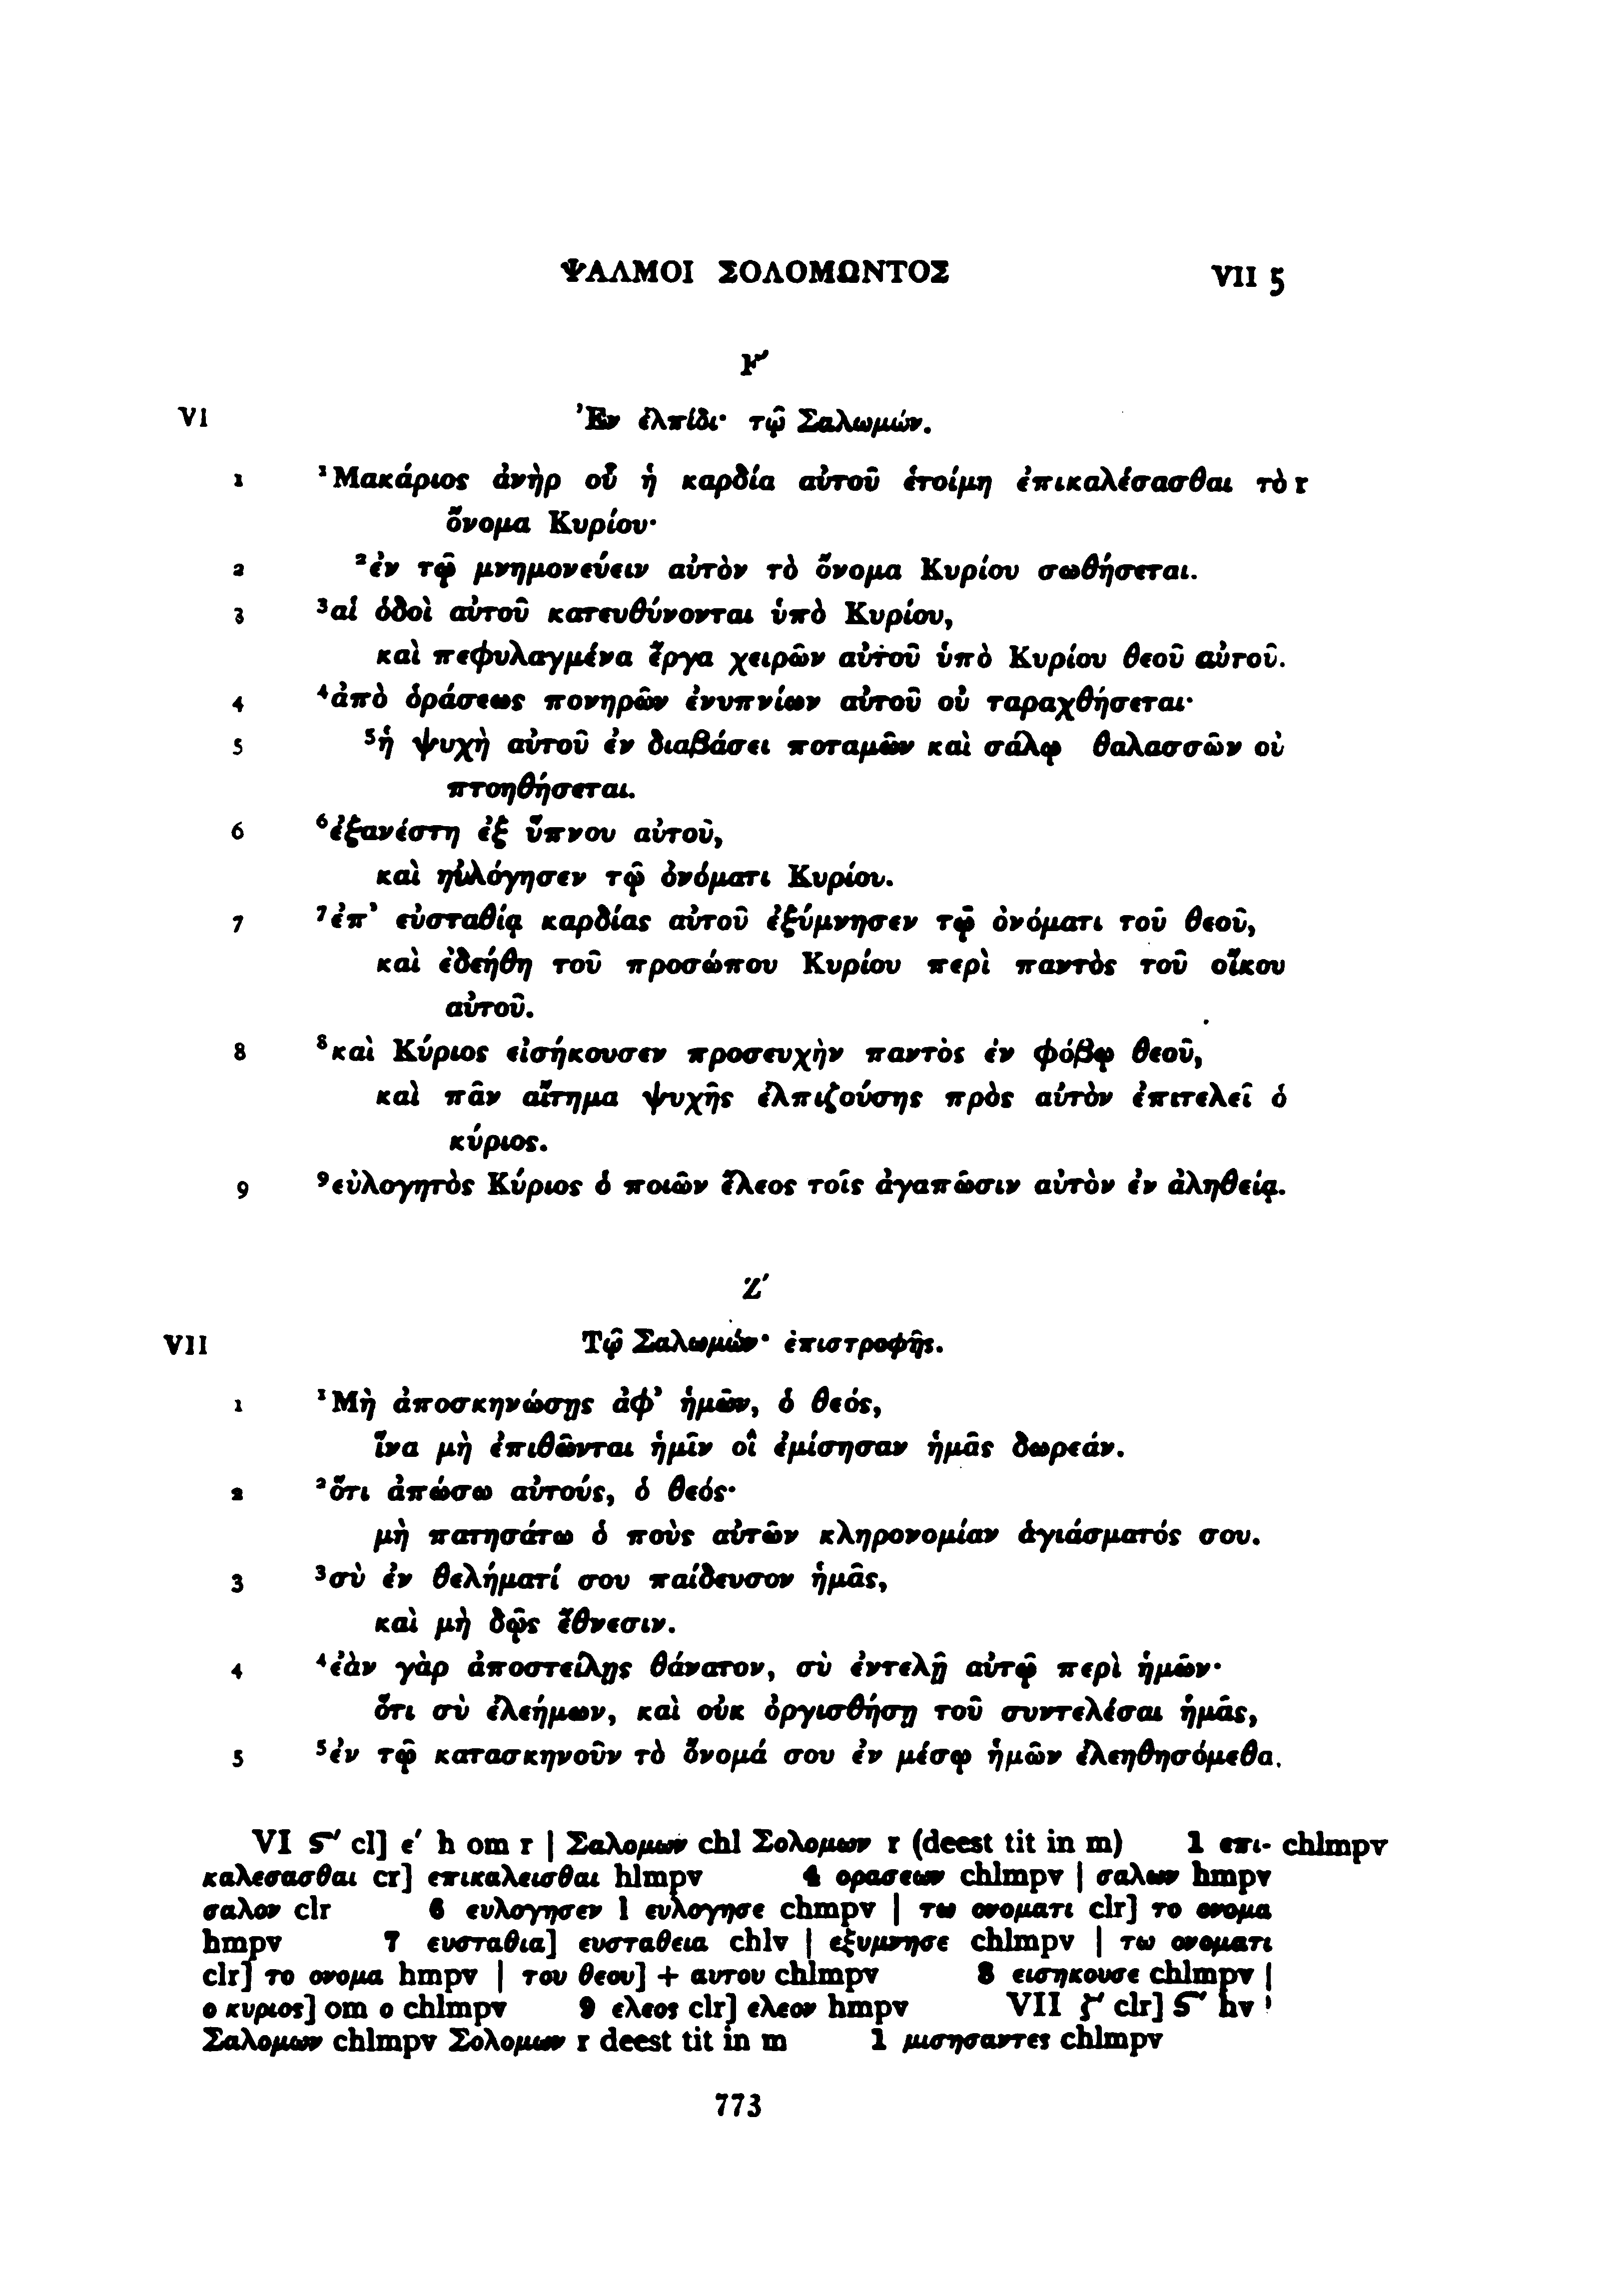 ΨΑΛΜΟΙ ΣΟΛΟΜΩΝΤΟΣ VII 5
Ϝʹ
VI Ἐν ἐλπίδι· τῷ Σαλωμών.
1 ¹Μακάριος ἀνὴρ οὗ ἡ καρδία αὐτοῦ ἑτοίμη ἐπικαλέσασθαι τὸ r
ὄνομα Κυρίου·
2 ²ἐν τῷ μνημονεύειν αὐτὸν τὸ ὄνομα Κυρίου σωθήσεται.
3 ³αἱ ὁδοὶ αὐτοῦ κατευθύνονται ὑπὸ Κυρίου,
καὶ πεφυλαγμένα ἔργα χειρῶν αὐτοῦ ὑπὸ Κυρίου θεοῦ αὐτοῦ.
4 ⁴ἀπὸ ὁράσεως πονηρῶν ἐνυπνίων αὐτοῦ οὐ ταραχθήσεται·
5 ⁵ἡ ψυχὴ αὐτοῦ ἐν διαβάσει ποταμῶν καὶ σάλῳ θαλασσῶν οὐ
πτοηθήσεται.
6 ⁶ἐξανέστη ἐξ ὕπνου αὐτοῦ,
καὶ ηὐλόγησεν τῷ ὀνόματι Κυρίου.
7 ⁷ἐπ’ εὐσταθίᾳ καρδίας αὐτοῦ ἐξύμνησεν τῷ ὀνόματι τοῦ θεοῦ,
καὶ ἐδεήθη τοῦ προσώπου Κυρίου περὶ παντὸς τοῦ οἴκου
αὐτοῦ.
8 ⁸καὶ Κύριος εἰσήκουσεν προσευχὴν παντὸς ἐν φόβῳ θεοῦ,
καὶ πᾶν αἴτημα ψυχῆς ἐλπιζούσης πρὸς αὐτὸν ἐπιτελεῖ ὁ
κύριος.
9 ⁹εὐλογητὸς Κύριος ὁ ποιῶν ἔλεος τοῖς ἀγαπῶσιν αὐτὸν ἐν ἀληθείᾳ.
Ζʹ
VII Τῷ Σαλωμών· ἐπιστροφῆς.
1 ¹Μὴ ἀποσκηνώσῃς ἀφ’ ἡμῶν, ὁ θεός,
ἵνα μὴ ἐπιθῶνται ἡμῖν οἳ ἐμίσησαν ἡμᾶς δωρεάν.
2 ²ὅτι ἀπώσω αὐτούς, ὁ θεός·
μὴ πατησάτω ὁ ποὺς αὐτῶν κληρονομίαν ἁγιάσματός σου.
3 ³σὺ ἐν θελήματί σου παίδευσον ἡμᾶς,
καὶ μὴ δῷς ἔθνεσιν.
4 ⁴ἐὰν γὰρ ἀποστείλῃς θάνατον, σὺ ἐντελῇ αὐτῷ περὶ ἡμῶν·
ὅτι σὺ ἐλεήμων, καὶ οὐκ ὀργισθήσῃ τοῦ συντελέσαι ἡμᾶς,
5 ⁵ἐν τῷ κατασκηνοῦν τὸ ὄνομά σου ἐν μέσῳ ἡμῶν ἐλεηθησόμεθα.
VI ϛʹ cl] εʹ h om r | Σαλομων chl Σολομων r (deest tit in m) 1 επι- chlmpv
καλεσασθαι cr] επικαλεισθαι hlmpv 4 ορασεων chlmpv | σαλων hmpv
σαλον clr 6 ευλογησεν l ευλογησε chmpv | τω ονοματι clr] το ονομα
hmpv 7 ευσταθια] ευσταθεια chlv | εξυμνησε chlmpv | τω ονοματι
clr] το ονομα hmpv | του θεου] + αυτου chlmpv 8 εισηκουσε chlmpv |
ο κυριος] om ο chlmpv 9 ελεος clr] ελεον hmpv VII ζʹ clr] ϛʹ hv |
Σαλομων chlmpv Σολομων r deest tit in m 1 μισησαντες chlmpv
773